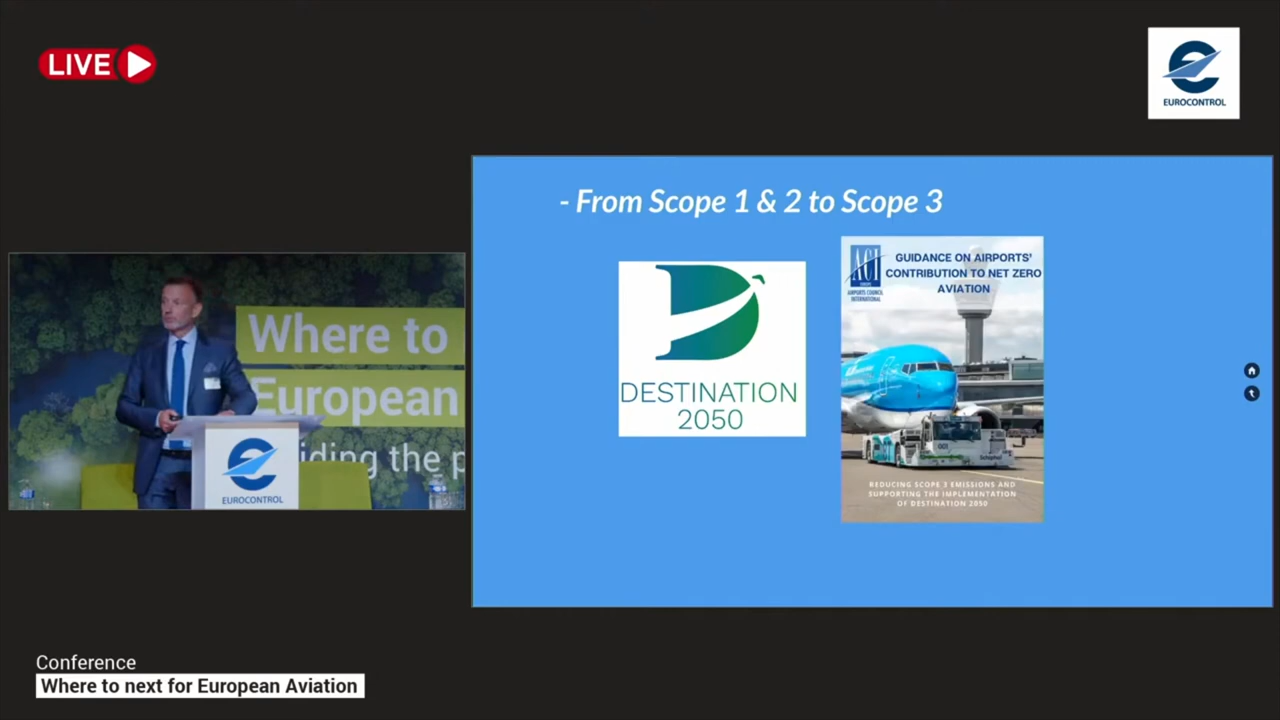 LIVE
EUROCONTROL
- From Scope 1 & 2 to Scope 3
DESTINATION
2050
ACI
EUROPE
AIRPORTS COUNCIL
INTERNATIONAL
GUIDANCE ON AIRPORTS'
CONTRIBUTION TO NET ZERO
AVIATION
REDUCING SCOPE 3 EMISSIONS AND
SUPPORTING THE IMPLEMENTATION
OF DESTINATION 2050
Where to
European
iding the p
EUROCONTROL
Conference
Where to next for European Aviation